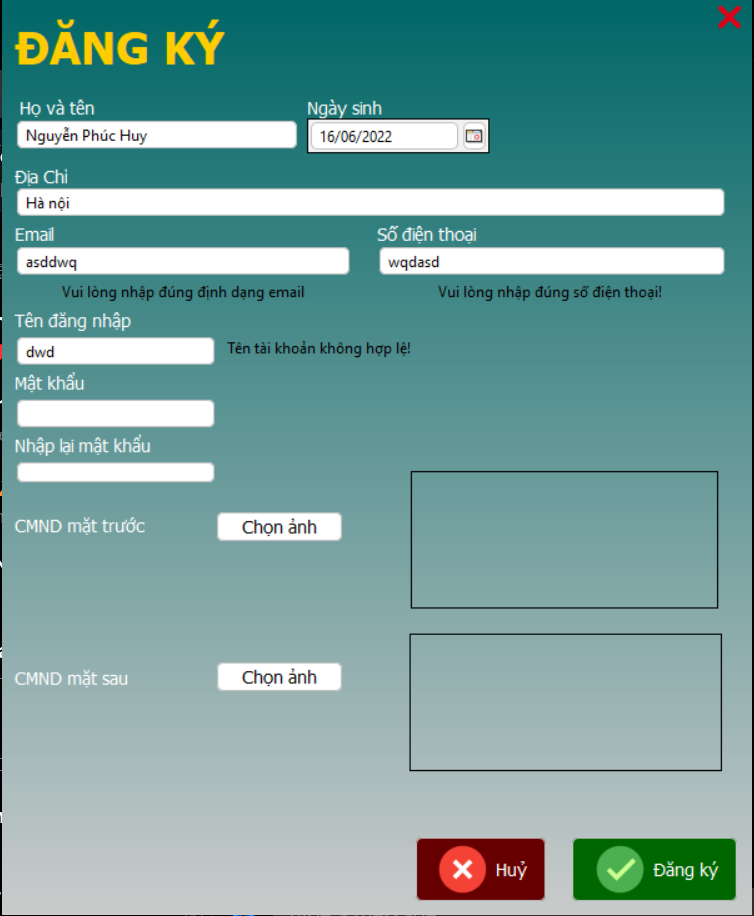 ĐĂNG KÝ
Họ và tên
Ngày sinh
Nguyễn Phúc Huy
16/06/2022
Địa Chỉ
Hà nội
Email
Số điện thoại
asddwq
wqdasd
Vui lòng nhập đúng định dạng email
Vui lòng nhập đúng số điện thoại!
Tên đăng nhập
dwd
Tên tài khoản không hợp lệ!
Mật khẩu
Nhập lại mật khẩu
CMND mặt trước
Chọn ảnh
CMND mặt sau
Chọn ảnh
Huỷ
Đăng ký